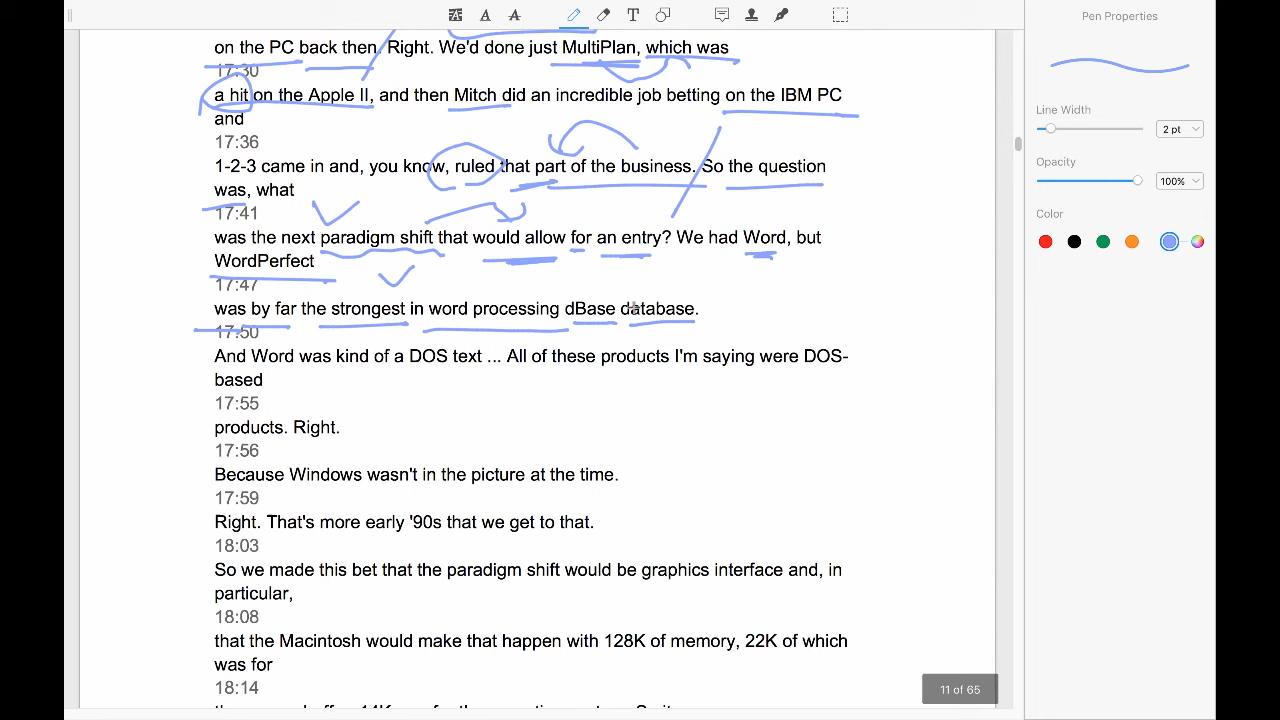 Pen Properties
on the PC back then. Right. We'd done just MultiPlan, which was
17:30
a hit on the Apple II, and then Mitch did an incredible job betting on the IBM PC
and
17:36
1-2-3 came in and, you know, ruled that part of the business. So the question
was, what
17:41
was the next paradigm shift that would allow for an entry? We had Word, but
WordPerfect
17:47
was by far the strongest in word processing dBase database.
17:50
And Word was kind of a DOS text ... All of these products I'm saying were DOS-
based
17:55
products. Right.
17:56
Because Windows wasn't in the picture at the time.
17:59
Right. That's more early '90s that we get to that.
18:03
So we made this bet that the paradigm shift would be graphics interface and, in
particular,
18:08
that the Macintosh would make that happen with 128K of memory, 22K of which
was for
18:14
11 of 65
Line Width
2 pt
Opacity
100%
Color